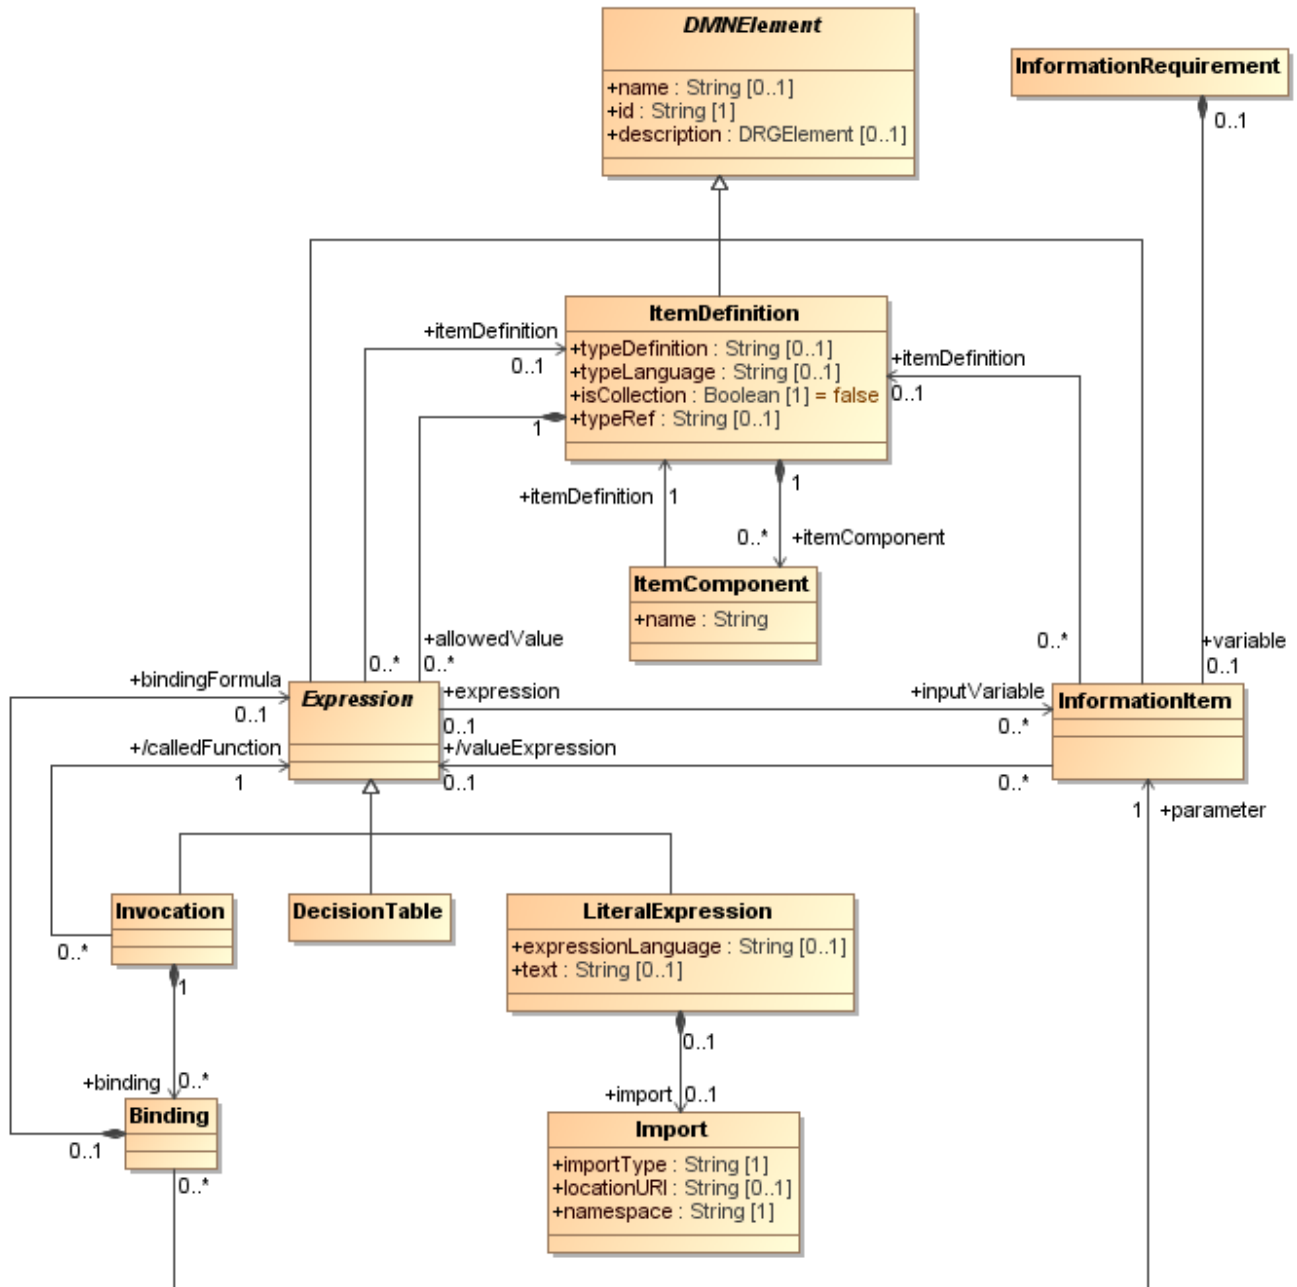 DMNElement
+name : String [0..1]
+id : String [1]
+description : DRGElement [0..1]
InformationRequirement
0..1
ItemDefinition
+typeDefinition : String [0..1]
+typeLanguage : String [0..1]
+isCollection : Boolean [1] = false
+typeRef : String [0..1]
+itemDefinition
0..1
1
+itemDefinition
0..1
+itemDefinition
1
1
0..*
+itemComponent
ItemComponent
+name : String
+allowedValue
0..*
0..*
0..*
+variable
0..1
+bindingFormula
0..1
+/calledFunction
1
Expression
+expression
0..1
+inputVariable
0..*
+/valueExpression
0..1
0..*
InformationItem
1
+parameter
Invocation
0..*
1
DecisionTable
LiteralExpression
+expressionLanguage : String [0..1]
+text : String [0..1]
0..1
+binding
0..*
+import
0..1
Binding
0..1
0..*
Import
+importType : String [1]
+locationURI : String [0..1]
+namespace : String [1]